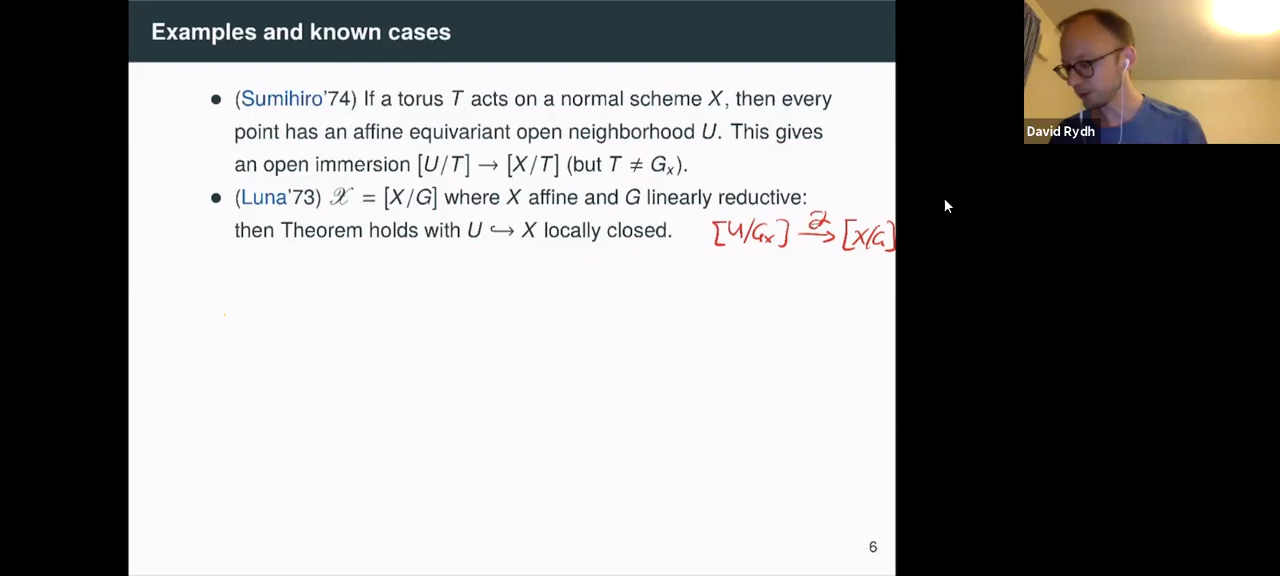 Examples and known cases
• (Sumihiro'74) If a torus T acts on a normal scheme X, then every
point has an affine equivariant open neighborhood U. This gives
an open immersion [U/T] → [X/T] (but T ≠ Gₓ).
• (Luna'73) 𝒳 = [X/G] where X affine and G linearly reductive:
then Theorem holds with U ↪ X locally closed.
[U/Gₓ] → [X/G]
6
David Rydh